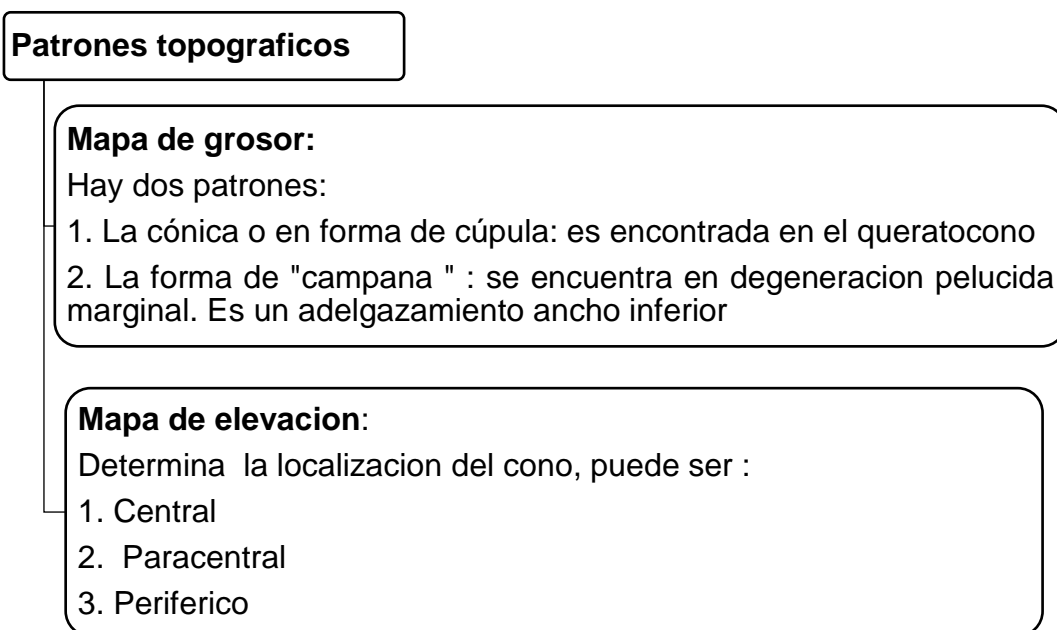 Patrones topograficos
Mapa de grosor:
Hay dos patrones:
1. La cónica o en forma de cúpula: es encontrada en el queratocono
2. La forma de "campana " : se encuentra en degeneracion pelucida
marginal. Es un adelgazamiento ancho inferior
Mapa de elevacion:
Determina  la localizacion del cono, puede ser :
1. Central
2.  Paracentral
3. Periferico